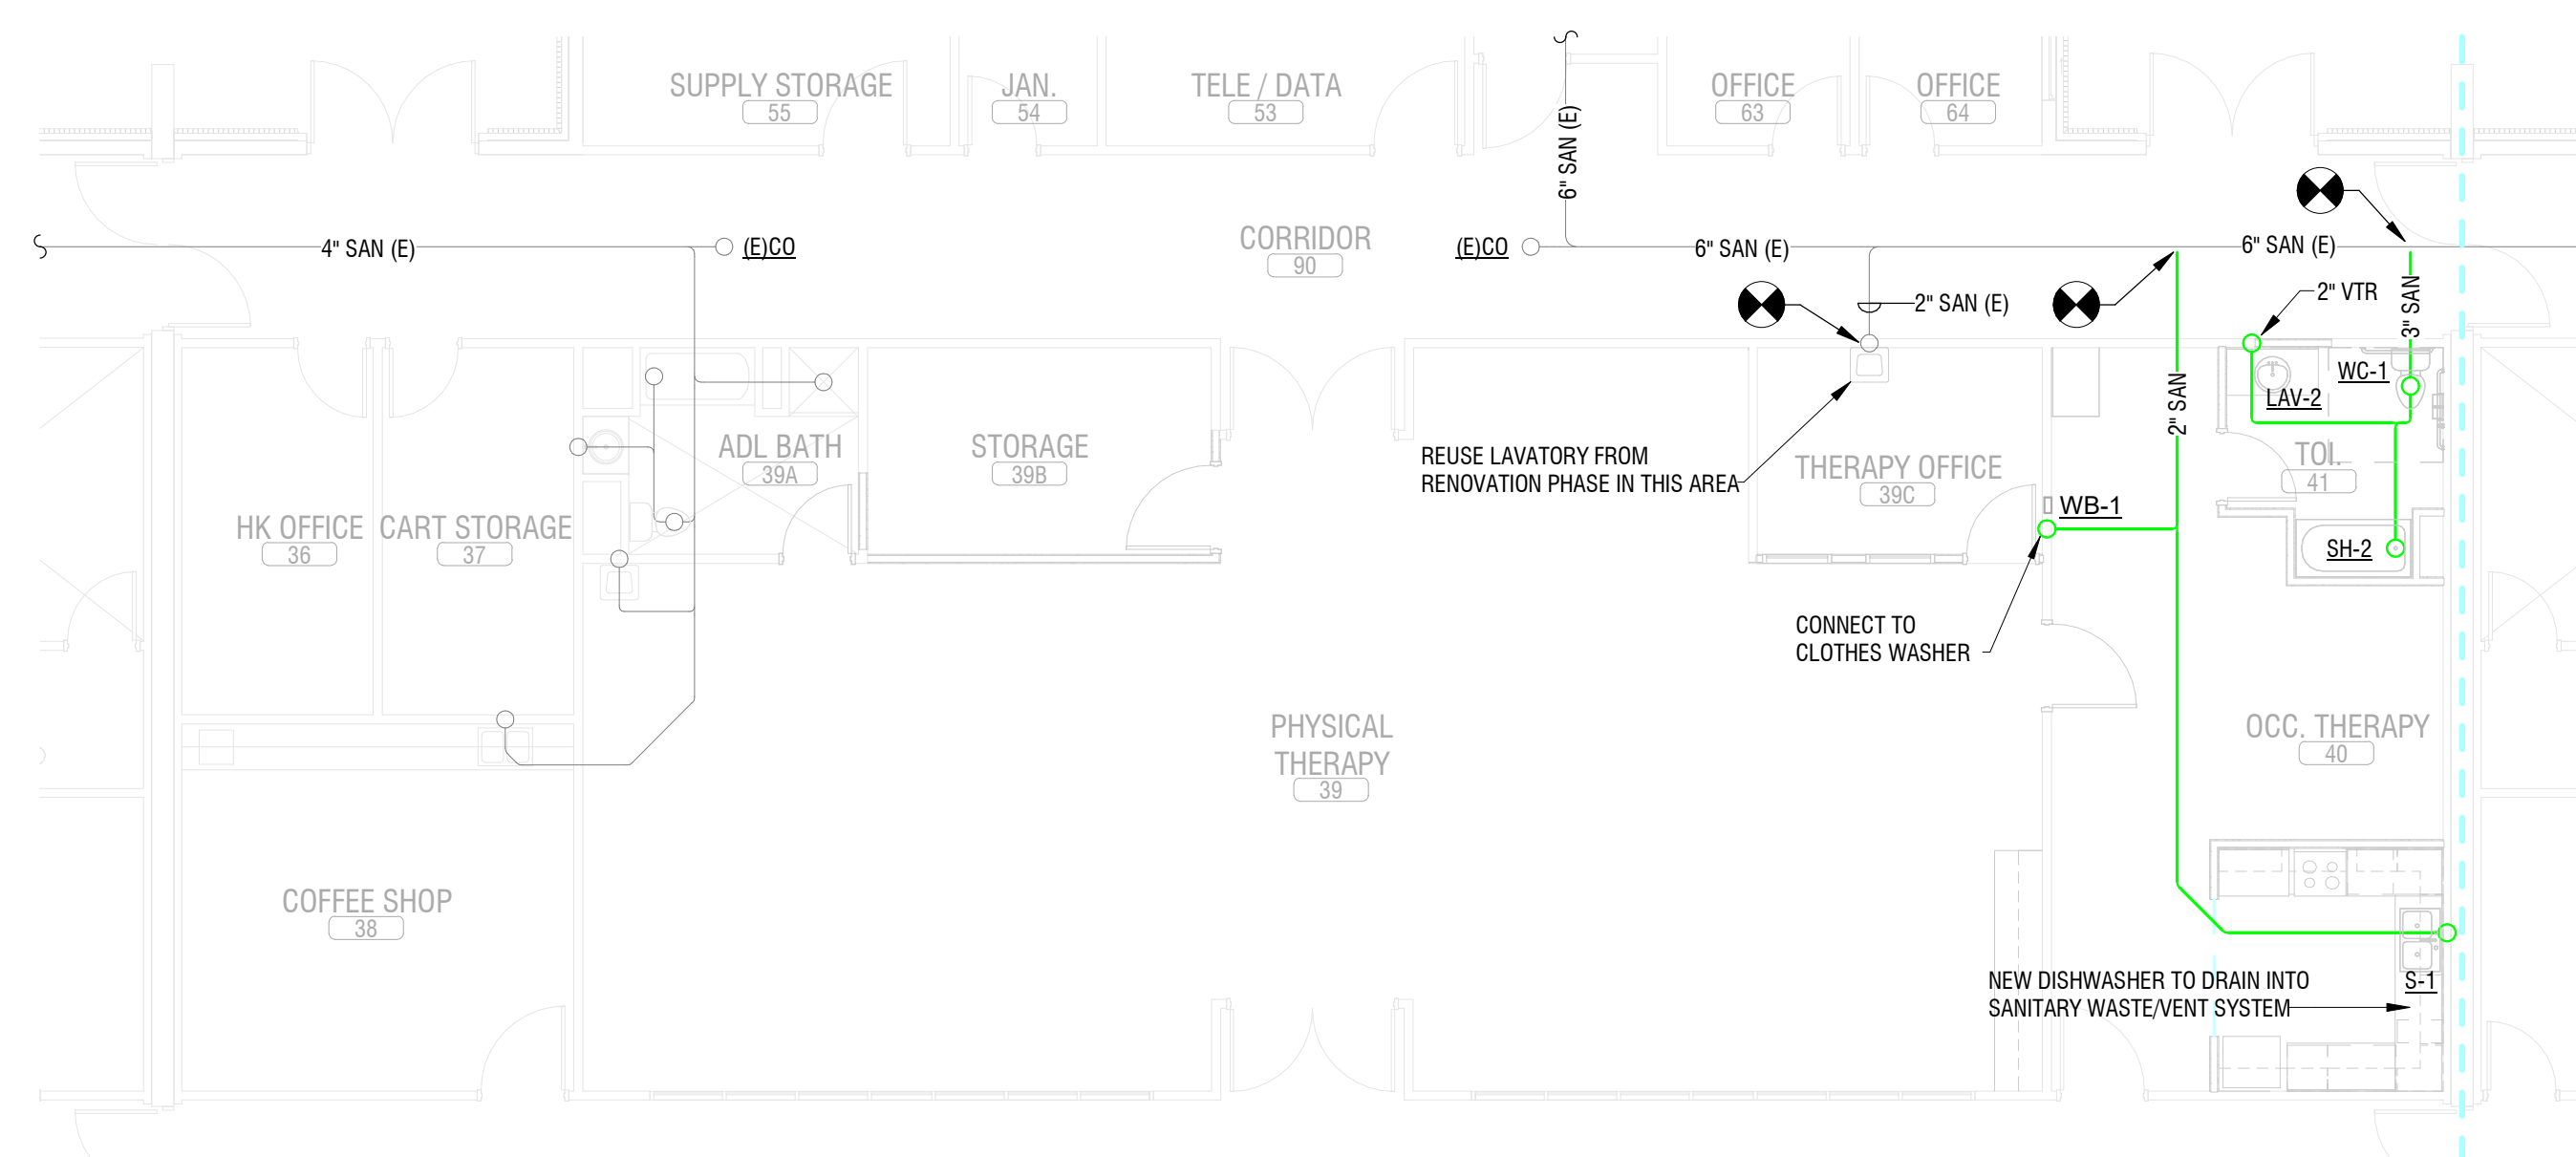 SUPPLY STORAGE
55
JAN.
54
TELE / DATA
53
OFFICE
63
OFFICE
64
6" SAN (E)
4" SAN (E)
(E)CO
CORRIDOR
90
(E)CO
6" SAN (E)
6" SAN (E)
2" SAN (E)
2" VTR
3" SAN
WC-1
LAV-2
2" SAN
REUSE LAVATORY FROM
RENOVATION PHASE IN THIS AREA
ADL BATH
39A
STORAGE
39B
THERAPY OFFICE
39C
TOI.
41
WB-1
HK OFFICE
36
CART STORAGE
37
SH-2
CONNECT TO
CLOTHES WASHER
PHYSICAL
THERAPY
39
OCC. THERAPY
40
COFFEE SHOP
38
NEW DISHWASHER TO DRAIN INTO
SANITARY WASTE/VENT SYSTEM
S-1